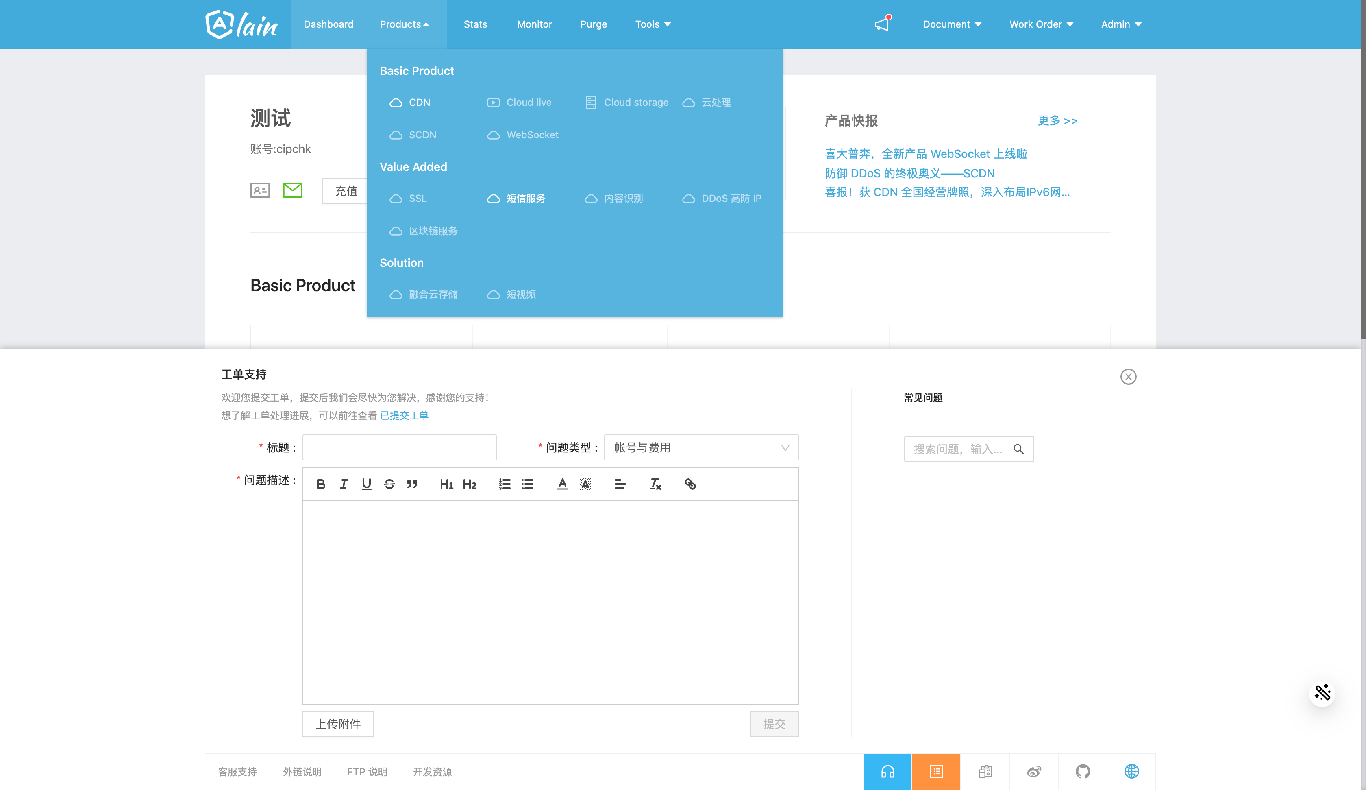 Alain
Dashboard
Products
Stats
Monitor
Purge
Tools
Document
Work Order
Admin
Basic Product
CDN
Cloud live
Cloud storage
云处理
SCDN
WebSocket
Value Added
SSL
短信服务
内容识别
DDoS 高防 IP
区块链服务
Solution
融合云存储
短视频
测试
账号:cipchk
充值
产品快报
更多 >>
喜大普奔，全新产品 WebSocket 上线啦
防御 DDoS 的终极奥义——SCDN
喜报！获 CDN 全国经营牌照，深入布局IPv6网...
Basic Product
工单支持
欢迎您提交工单，提交后我们会尽快为您解决，感谢您的支持！
想了解工单处理进展，可以前往查看 已提交工单
* 标题 :
* 问题类型 :
帐号与费用
* 问题描述 :
B I U S ” H1 H2 A A Tx
上传附件
提交
常见问题
搜索问题，输入...
客服支持
外链说明
FTP 说明
开发资源